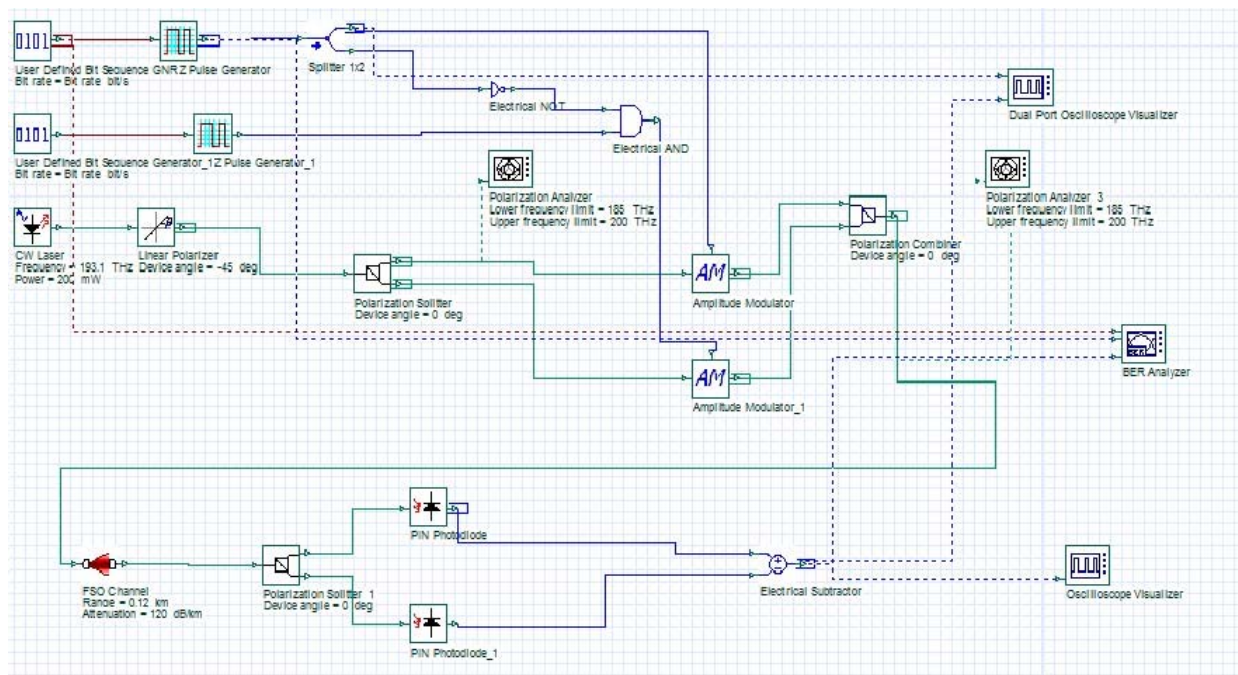 0101
User Defined Bit Sequence GNRZ Pulse Generator
Bit rate = Bit rate bit/s
Splitter 1x2
Electrical NOT
Dual Port Oscilloscope Visualizer
0101
User Defined Bit Sequence Generator_1Z Pulse Generator_1
Bit rate = Bit rate bit/s
Electrical AND
Polarization Analyzer
Lower frequency limit = 185 THz
Upper frequency limit = 200 THz
Polarization Analyzer 3
Lower frequency limit = 185 THz
Upper frequency limit = 200 THz
CW Laser
Frequency = 193.1 THz
Power = 200 mW
Linear Polarizer
Device angle = -45 deg
Polarization Combiner
Device angle = 0 deg
Polarization Splitter
Device angle = 0 deg
AM
Amplitude Modulator
AM
Amplitude Modulator_1
BER Analyzer
PIN Photodiode
FSO Channel
Range = 0.12 km
Attenuation = 120 dB/km
Polarization Splitter 1
Device angle = 0 deg
Electrical Subtractor
Oscilloscope Visualizer
PIN Photodiode_1